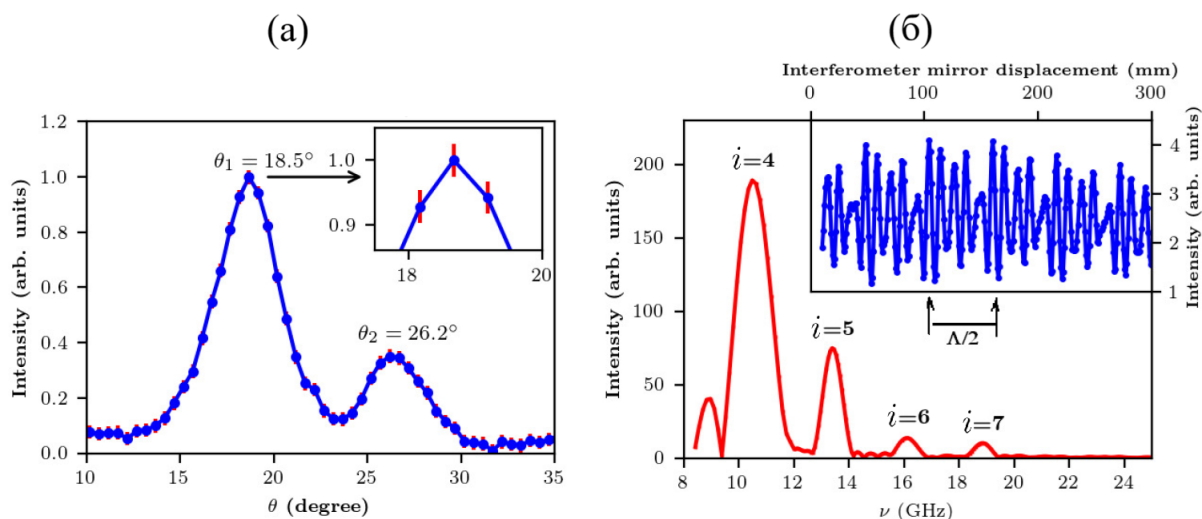 (а)
(б)
Interferometer mirror displacement (mm)
0 100 200 300
1.2
1.0
0.8
0.6
0.4
0.2
0.0
Intensity (arb. units)
10 15 20 25 30 35
θ (degree)
θ₁ = 18.5°
θ₂ = 26.2°
1.0
0.9
18 20
200
150
100
50
0
Intensity (arb. units)
8 10 12 14 16 18 20 22 24
ν (GHz)
i=4
i=5
i=6
i=7
4
3
2
1
Intensity (arb. units)
Λ/2